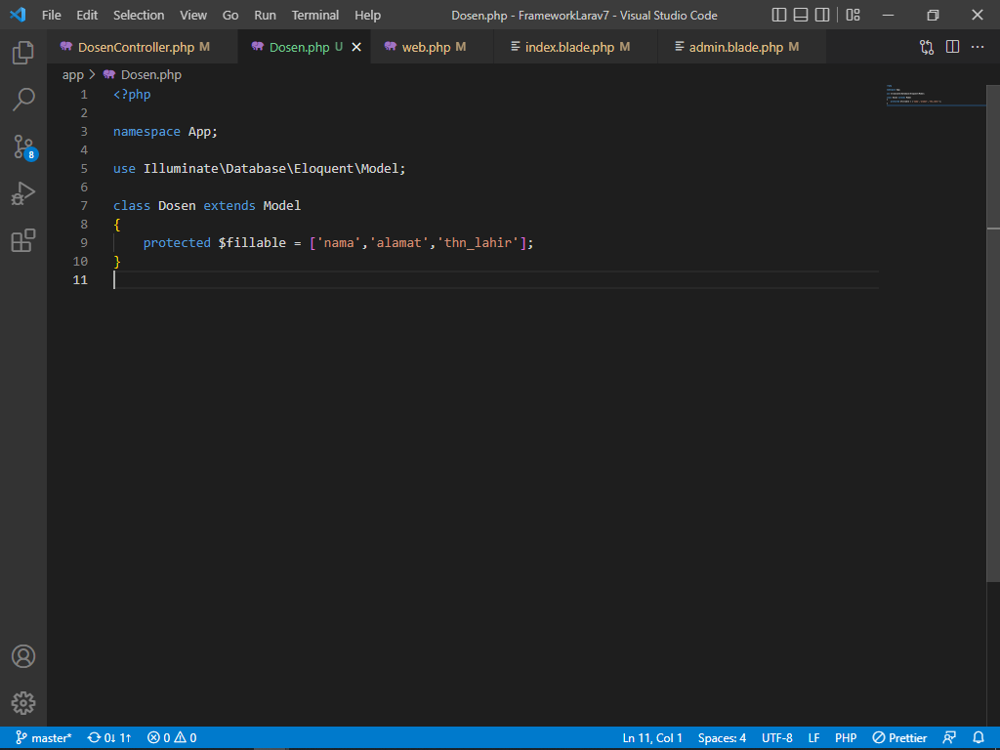 File Edit Selection View Go Run Terminal Help Dosen.php - FrameworkLarav7 - Visual Studio Code
DosenController.php M Dosen.php U web.php M index.blade.php M admin.blade.php M
app Dosen.php
1 <?php
2
3 namespace App;
4
5 use Illuminate\Database\Eloquent\Model;
6
7 class Dosen extends Model
8 {
9 protected $fillable = ['nama','alamat','thn_lahir'];
10 }
11
8
master* 0↓ 1↑ 0 0 Ln 11, Col 1 Spaces: 4 UTF-8 LF PHP Prettier